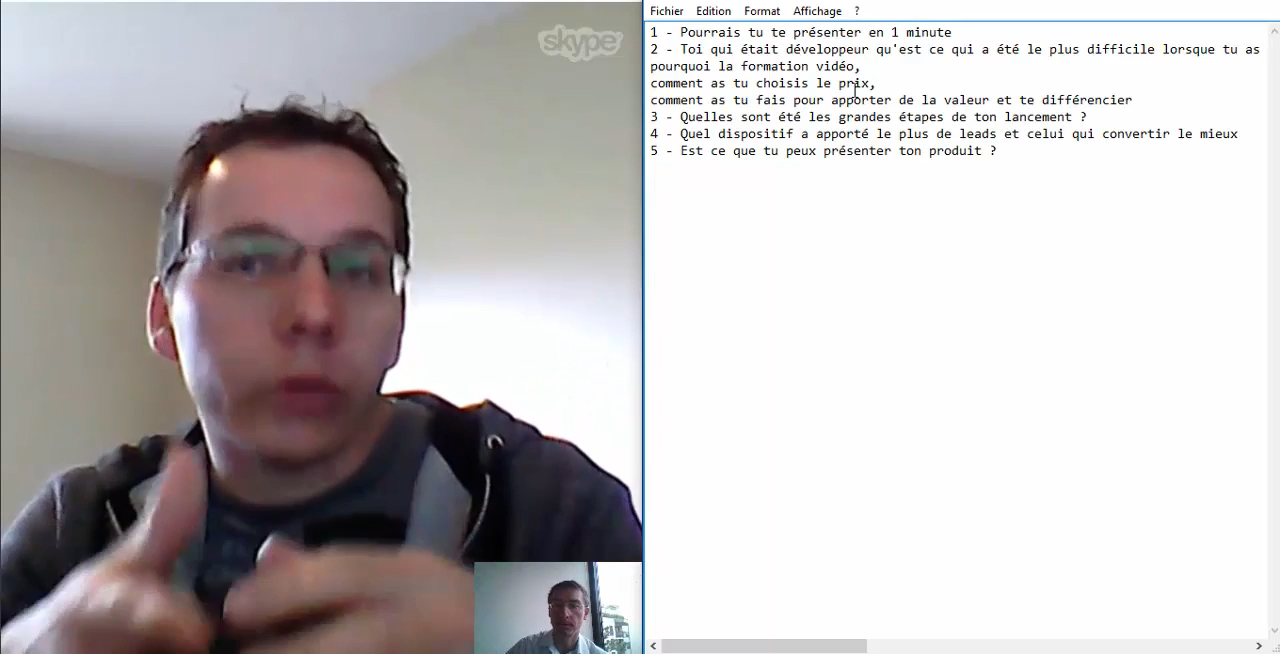 skype
Fichier Edition Format Affichage ?
1 - Pourrais tu te présenter en 1 minute
2 - Toi qui était développeur qu'est ce qui a été le plus difficile lorsque tu as
pourquoi la formation vidéo,
comment as tu choisis le prix,
comment as tu fais pour apporter de la valeur et te différencier
3 - Quelles sont été les grandes étapes de ton lancement ?
4 - Quel dispositif a apporté le plus de leads et celui qui convertir le mieux
5 - Est ce que tu peux présenter ton produit ?